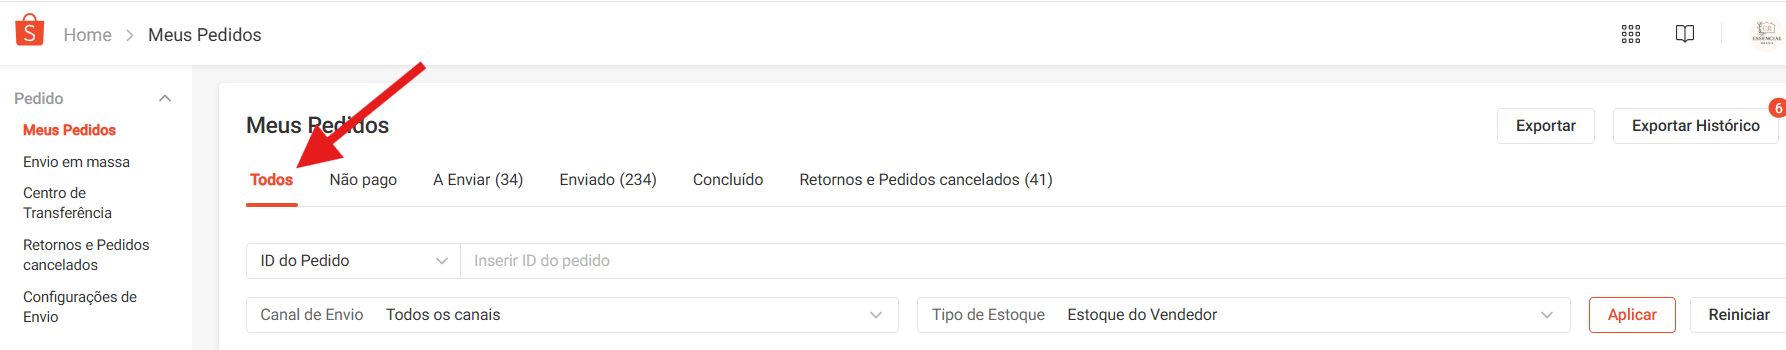 Home > Meus Pedidos
Pedido
Meus Pedidos
Envio em massa
Centro de
Transferência
Retornos e Pedidos
cancelados
Configurações de
Envio
Meus Pedidos
Exportar
Exportar Histórico
6
Todos
Não pago
A Enviar (34)
Enviado (234)
Concluído
Retornos e Pedidos cancelados (41)
ID do Pedido
Inserir ID do pedido
Canal de Envio Todos os canais
Tipo de Estoque Estoque do Vendedor
Aplicar
Reiniciar
ESSENCIAL